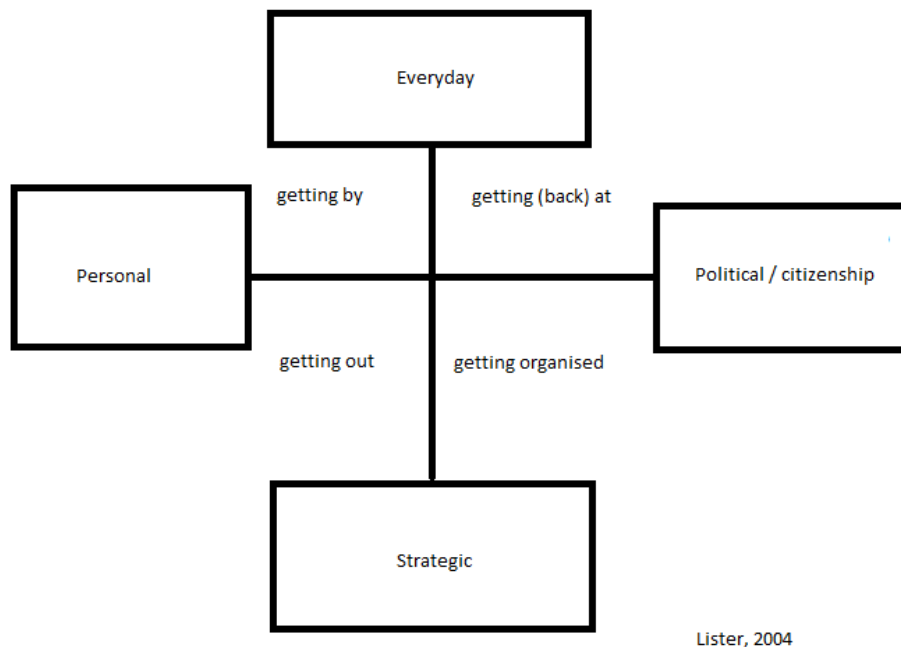 Everyday
getting by
getting (back) at
Personal
Political / citizenship
getting out
getting organised
Strategic
Lister, 2004